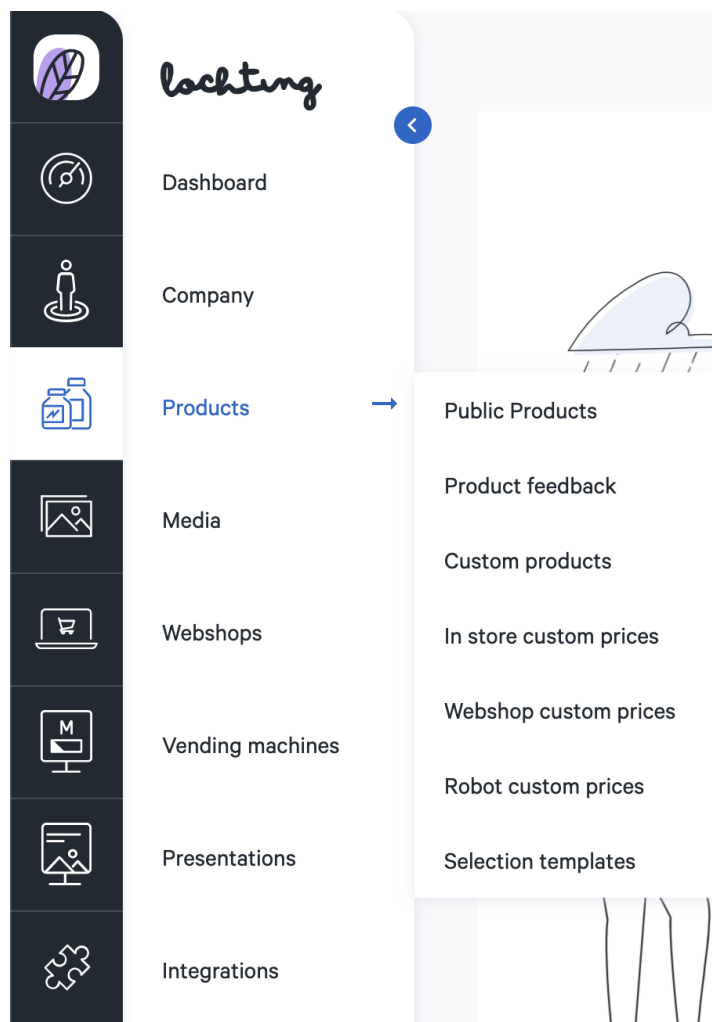 lochting
Dashboard
Company
Products
Public Products
Product feedback
Custom products
In store custom prices
Webshop custom prices
Robot custom prices
Selection templates
Media
Webshops
M
Vending machines
Presentations
Integrations